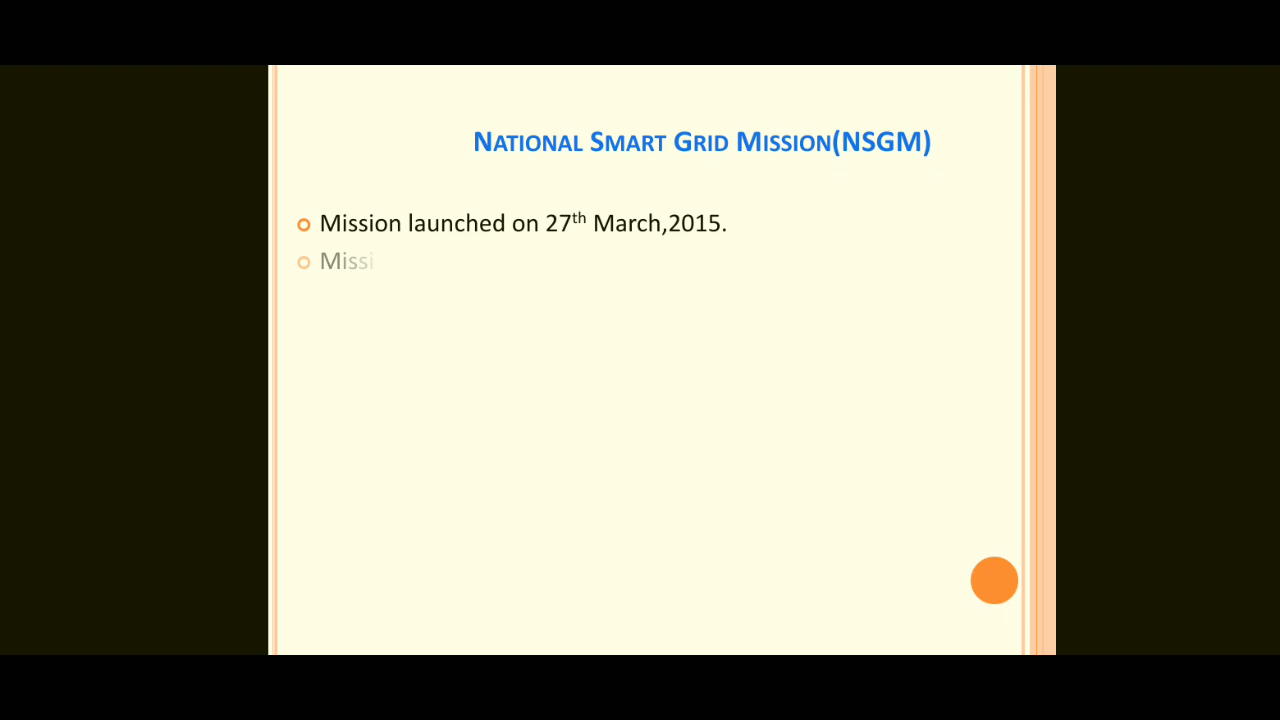 NATIONAL SMART GRID MISSION(NSGM)
Mission launched on 27th March,2015.
Missi